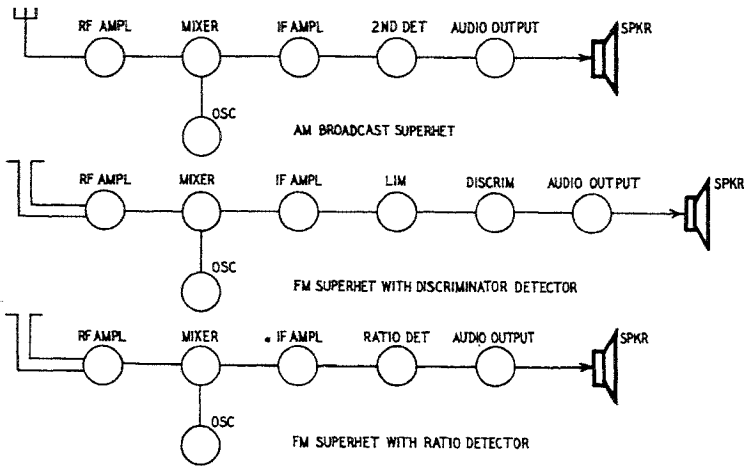 RF AMPL MIXER IF AMPL 2ND DET AUDIO OUTPUT SPKR
OSC
AM BROADCAST SUPERHET
RF AMPL MIXER IF AMPL LIM DISCRIM AUDIO OUTPUT SPKR
OSC
FM SUPERHET WITH DISCRIMINATOR DETECTOR
RF AMPL MIXER IF AMPL RATIO DET AUDIO OUTPUT SPKR
OSC
FM SUPERHET WITH RATIO DETECTOR